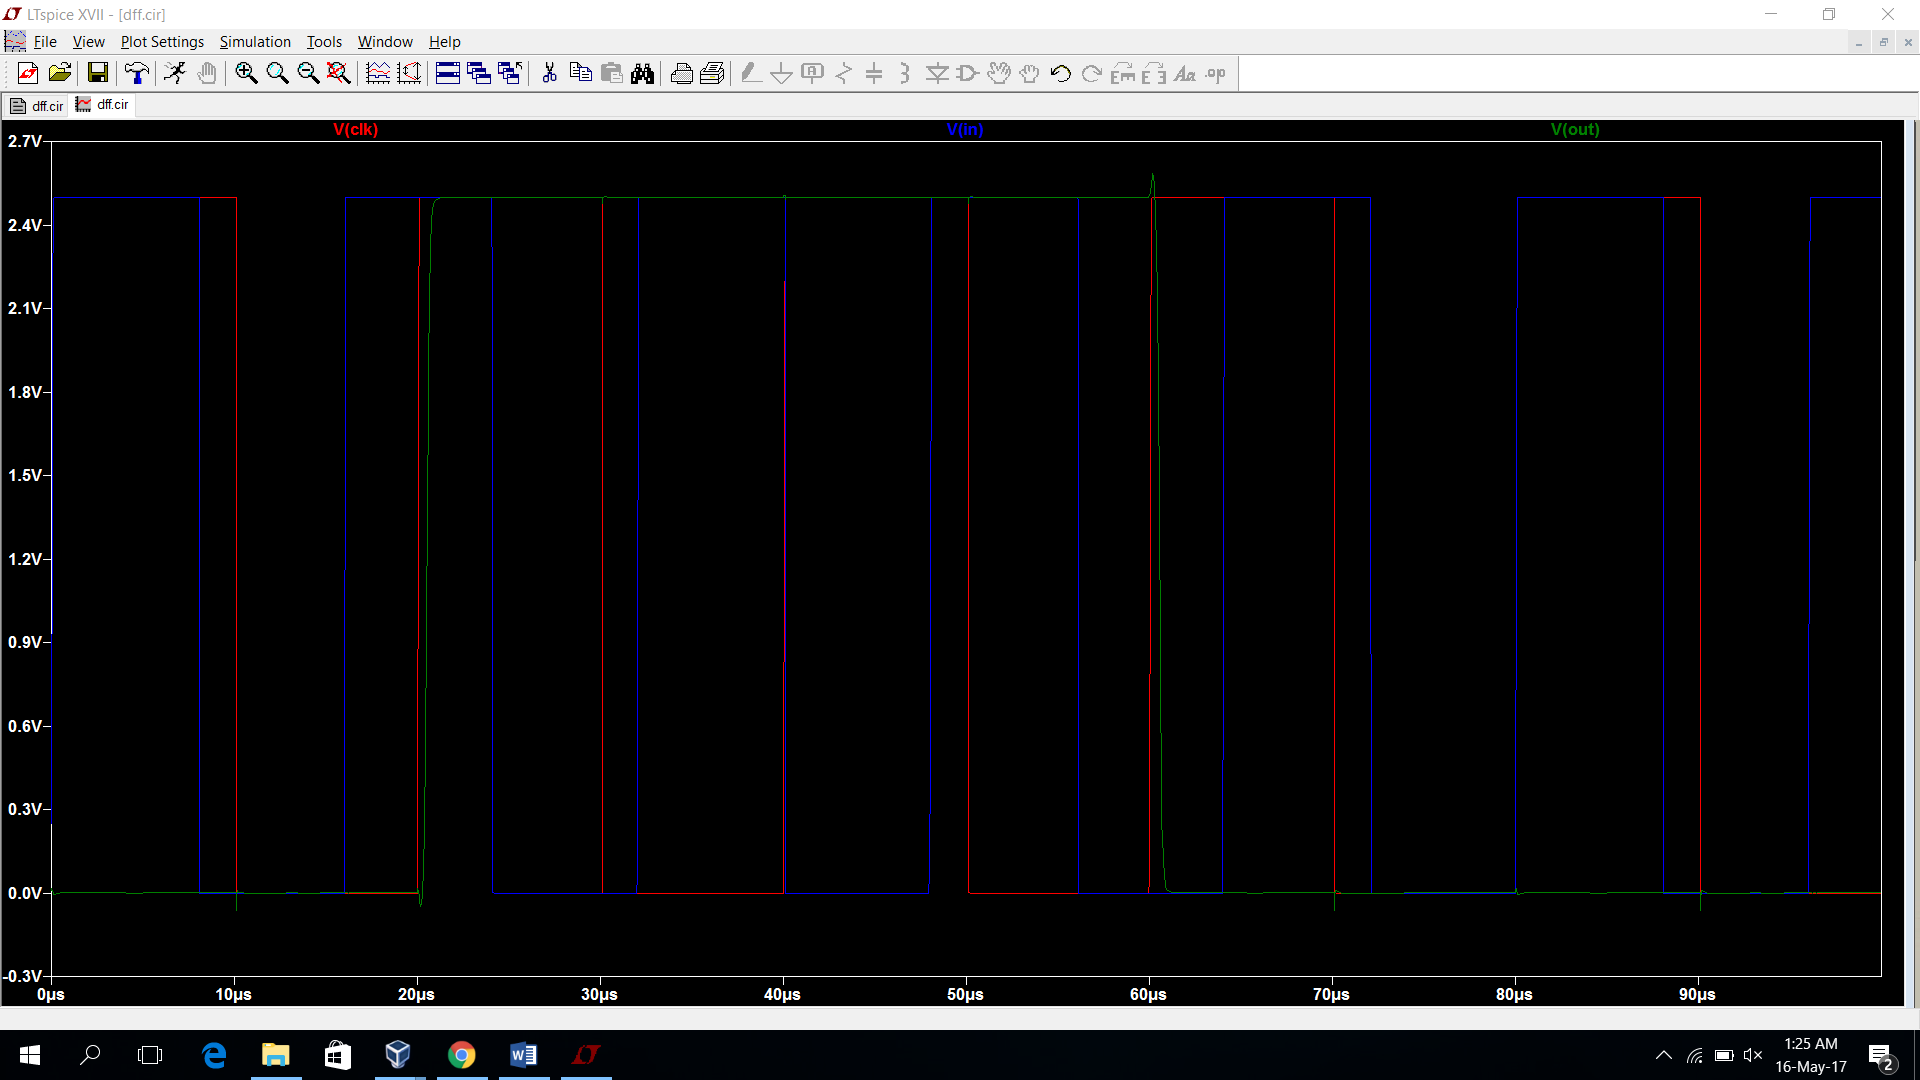 LTspice XVII - [dff.cir]
File View Plot Settings Simulation Tools Window Help
dff.cir dff.cir
V(clk) V(in) V(out)
2.7V
2.4V
2.1V
1.8V
1.5V
1.2V
0.9V
0.6V
0.3V
0.0V
-0.3V
0µs 10µs 20µs 30µs 40µs 50µs 60µs 70µs 80µs 90µs
1:25 AM
16-May-17
2